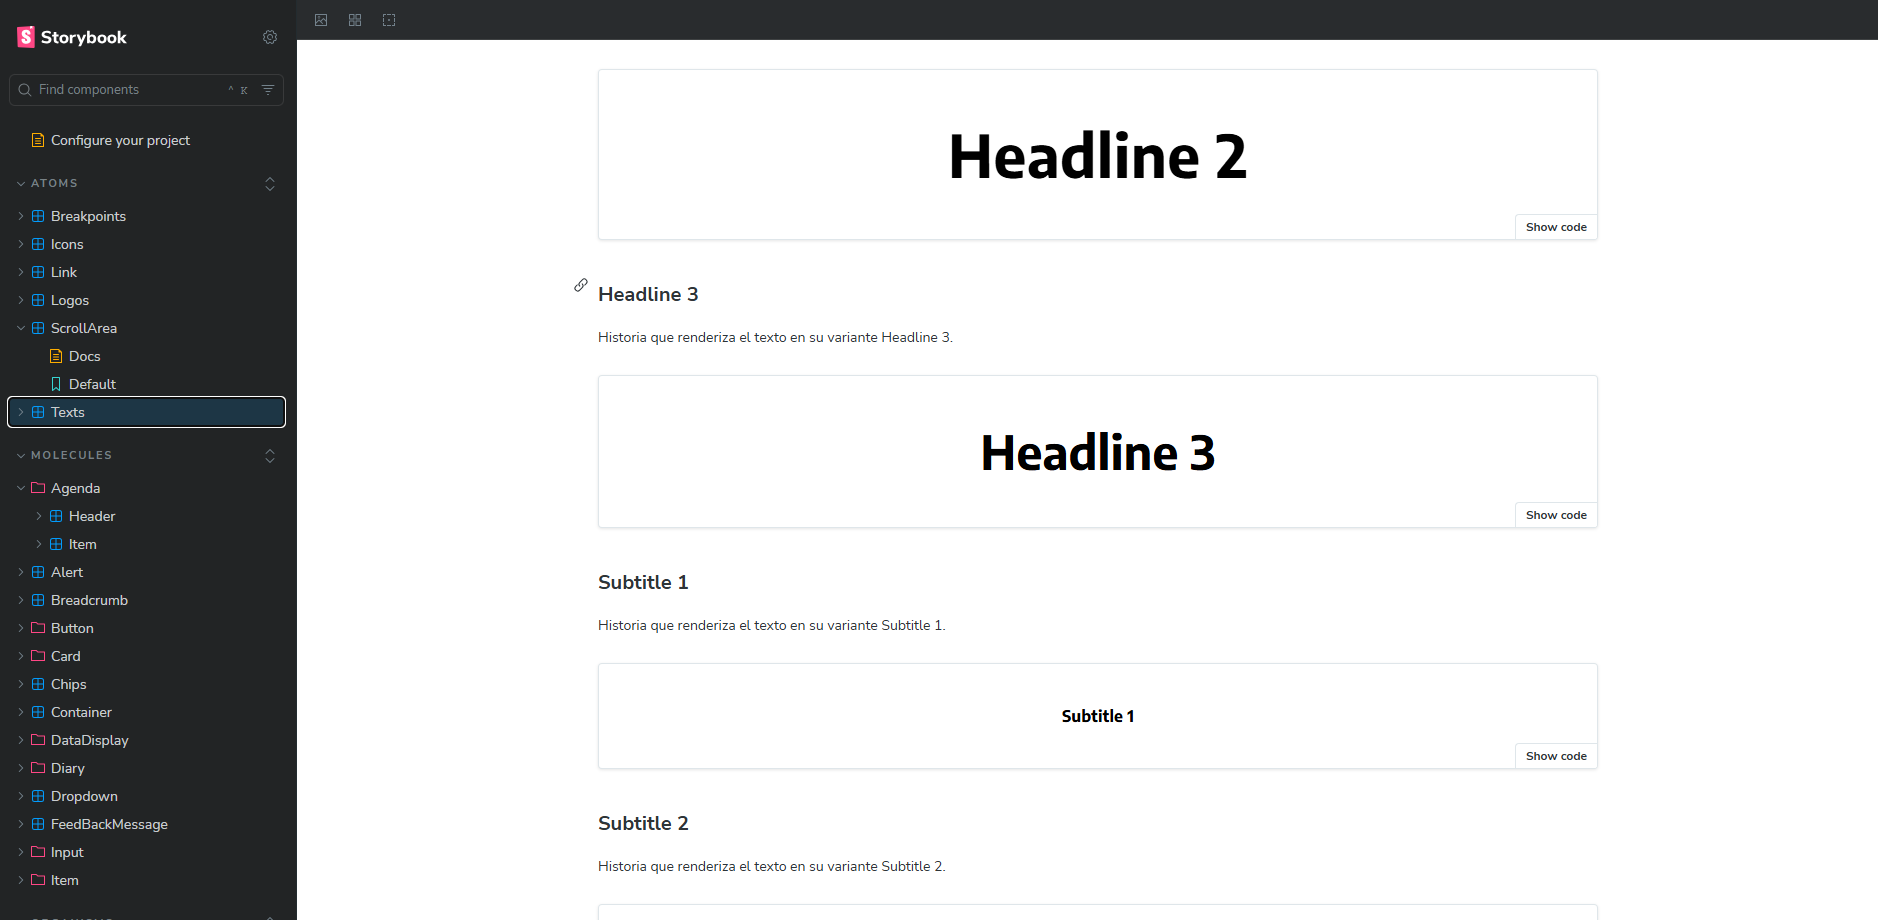 Storybook
Find components
^ K
Configure your project
ATOMS
Breakpoints
Icons
Link
Logos
ScrollArea
Docs
Default
Texts
MOLECULES
Agenda
Header
Item
Alert
Breadcrumb
Button
Card
Chips
Container
DataDisplay
Diary
Dropdown
FeedBackMessage
Input
Item
Headline 2
Show code
Headline 3
Historia que renderiza el texto en su variante Headline 3.
Headline 3
Show code
Subtitle 1
Historia que renderiza el texto en su variante Subtitle 1.
Subtitle 1
Show code
Subtitle 2
Historia que renderiza el texto en su variante Subtitle 2.